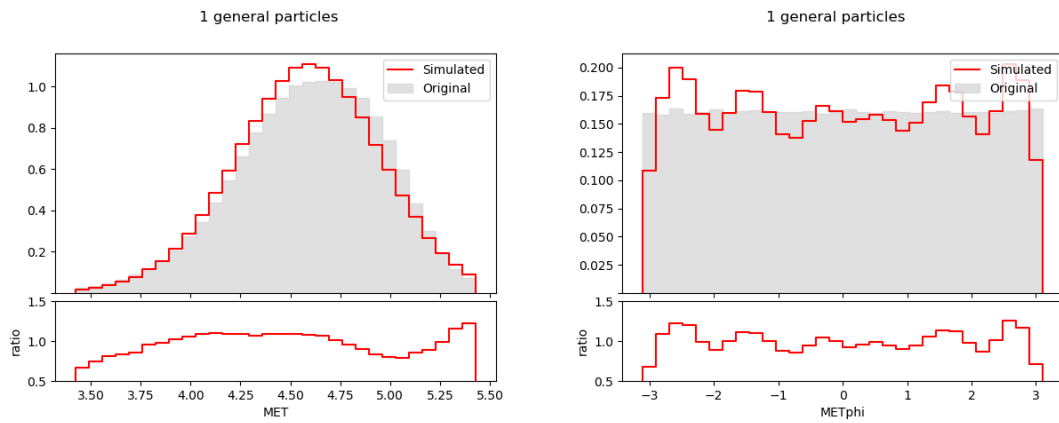 1 general particles
Simulated
Original
1.0
0.8
0.6
0.4
0.2
1.5
1.0
0.5
ratio
3.50 3.75 4.00 4.25 4.50 4.75 5.00 5.25 5.50
MET
1 general particles
Simulated
Original
0.200
0.175
0.150
0.125
0.100
0.075
0.050
0.025
1.5
1.0
0.5
ratio
−3 −2 −1 0 1 2 3
METphi